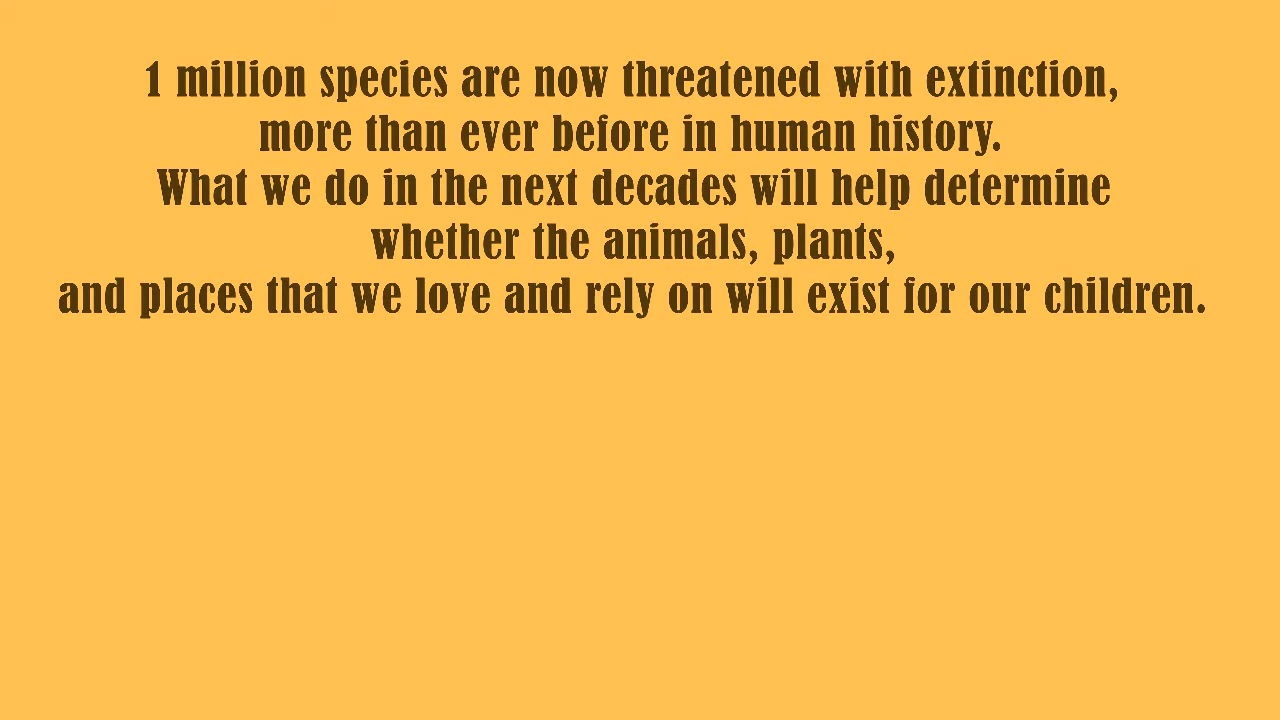 1 million species are now threatened with extinction,
more than ever before in human history.
What we do in the next decades will help determine
whether the animals, plants,
and places that we love and rely on will exist for our children.